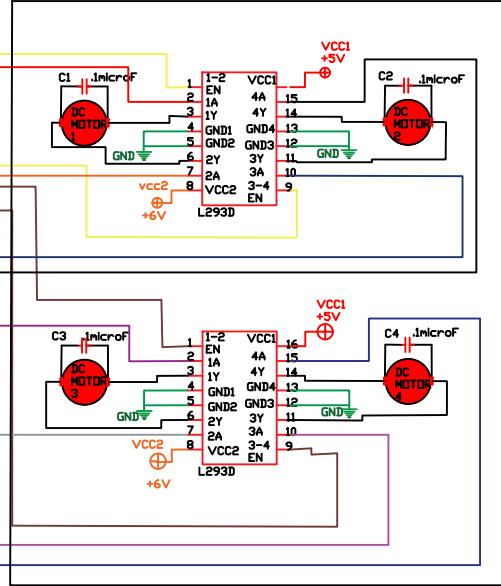 VCC1
+5V
C1 .1microF
C2 .1microF
DC
MOTOR
1
DC
MOTOR
2
1 1-2
EN
2 1A
3 1Y
4 GND1
5 GND2
6 2Y
7 2A
8 VCC2
VCC1
4A 15
4Y 14
GND4 13
GND3 12
3Y 11
3A 10
3-4 9
EN
GND
GND
vcc2
+6V
L293D
VCC1
+5V
C3 .1microF
C4 .1microF
DC
MOTOR
3
DC
MOTOR
4
1 1-2
EN
2 1A
3 1Y
4 GND1
5 GND2
6 2Y
7 2A
8 VCC2
VCC1 16
4A 15
4Y 14
GND4 13
GND3 12
3Y 11
3A 10
3-4 9
EN
GND
GND
VCC2
+6V
L293D